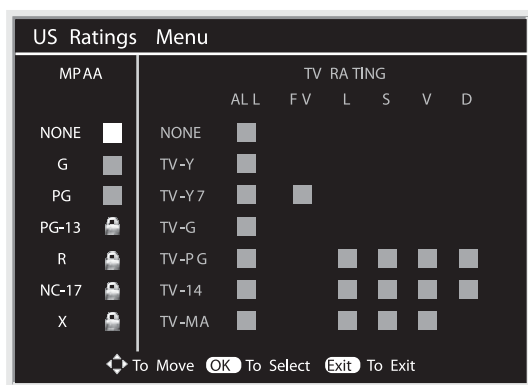 US Ratings Menu
MPAA TV RATING
ALL FV L S V D
NONE NONE
G TV-Y
PG TV-Y7
PG-13 TV-G
R TV-PG
NC-17 TV-14
X TV-MA
To Move OK To Select Exit To Exit